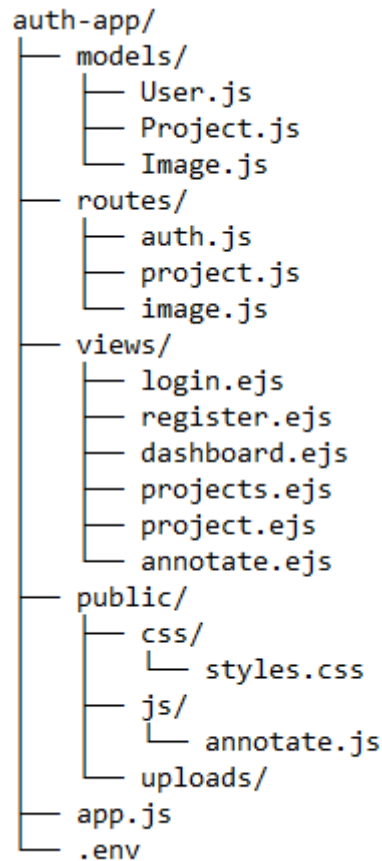 auth-app/
├── models/
│   ├── User.js
│   ├── Project.js
│   └── Image.js
├── routes/
│   ├── auth.js
│   ├── project.js
│   └── image.js
├── views/
│   ├── login.ejs
│   ├── register.ejs
│   ├── dashboard.ejs
│   ├── projects.ejs
│   ├── project.ejs
│   └── annotate.ejs
├── public/
│   ├── css/
│   │   └── styles.css
│   ├── js/
│   │   └── annotate.js
│   └── uploads/
├── app.js
└── .env